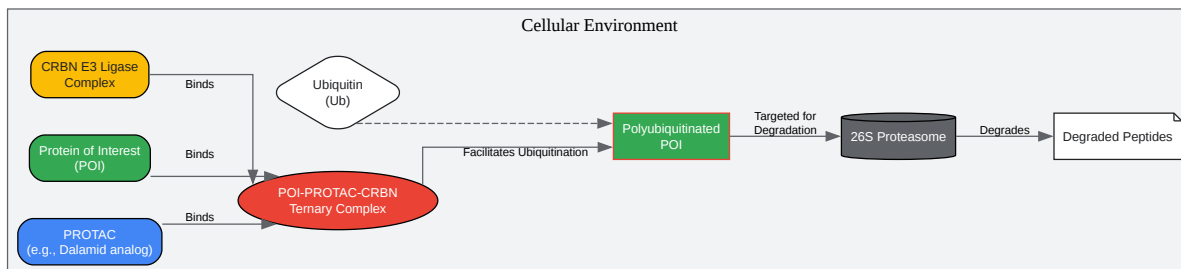 Cellular Environment
CRBN E3 Ligase
Complex
Binds
Protein of Interest
(POI)
Binds
PROTAC
(e.g., Dalamid analog)
Binds
POI-PROTAC-CRBN
Ternary Complex
Ubiquitin
(Ub)
Facilitates Ubiquitination
Polyubiquitinated
POI
Targeted for
Degradation
26S Proteasome
Degrades
Degraded Peptides